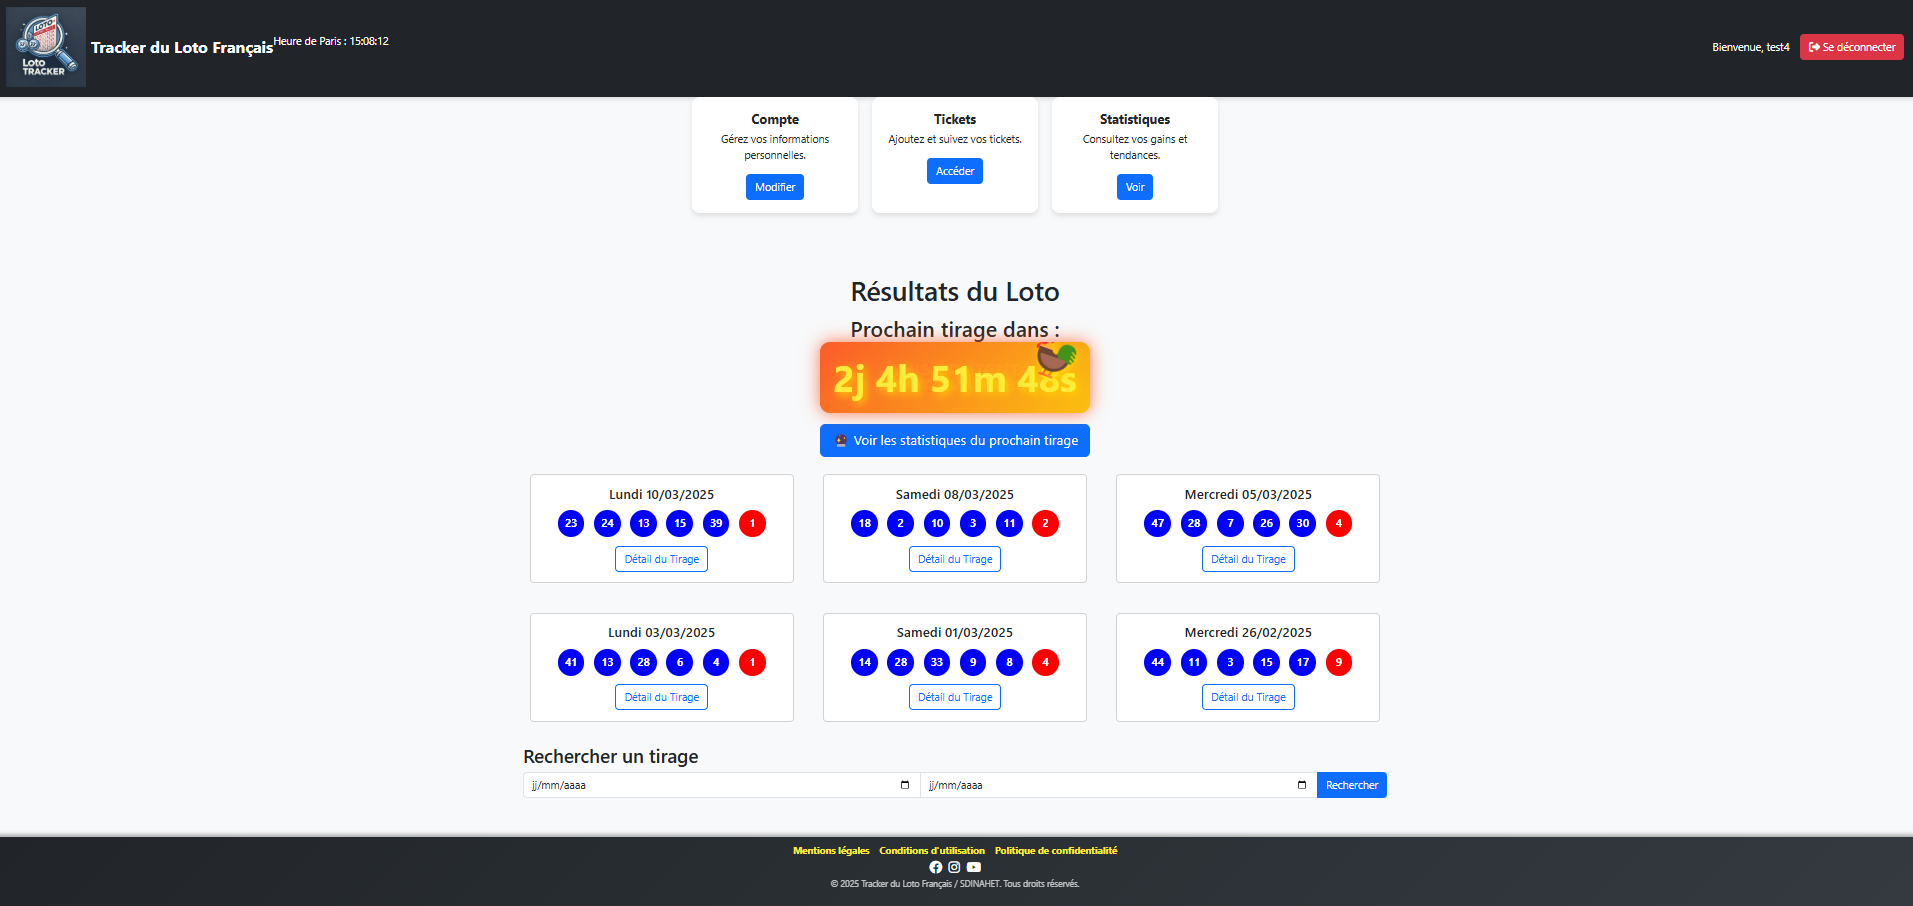 LOTO
Loto
TRACKER
Tracker du Loto Français
Heure de Paris : 15:08:12
Bienvenue, test4
Se déconnecter
Compte
Gérez vos informations
personnelles.
Modifier
Tickets
Ajoutez et suivez vos tickets.
Accéder
Statistiques
Consultez vos gains et
tendances.
Voir
Résultats du Loto
Prochain tirage dans :
2j 4h 51m 48s
Voir les statistiques du prochain tirage
Lundi 10/03/2025
23 24 13 15 39 1
Détail du Tirage
Samedi 08/03/2025
18 2 10 3 11 2
Détail du Tirage
Mercredi 05/03/2025
47 28 7 26 30 4
Détail du Tirage
Lundi 03/03/2025
41 13 28 6 4 1
Détail du Tirage
Samedi 01/03/2025
14 28 33 9 8 4
Détail du Tirage
Mercredi 26/02/2025
44 11 3 15 17 9
Détail du Tirage
Rechercher un tirage
jj/mm/aaaa
jj/mm/aaaa
Rechercher
Mentions légales Conditions d'utilisation Politique de confidentialité
© 2025 Tracker du Loto Français / SDINAHET. Tous droits réservés.